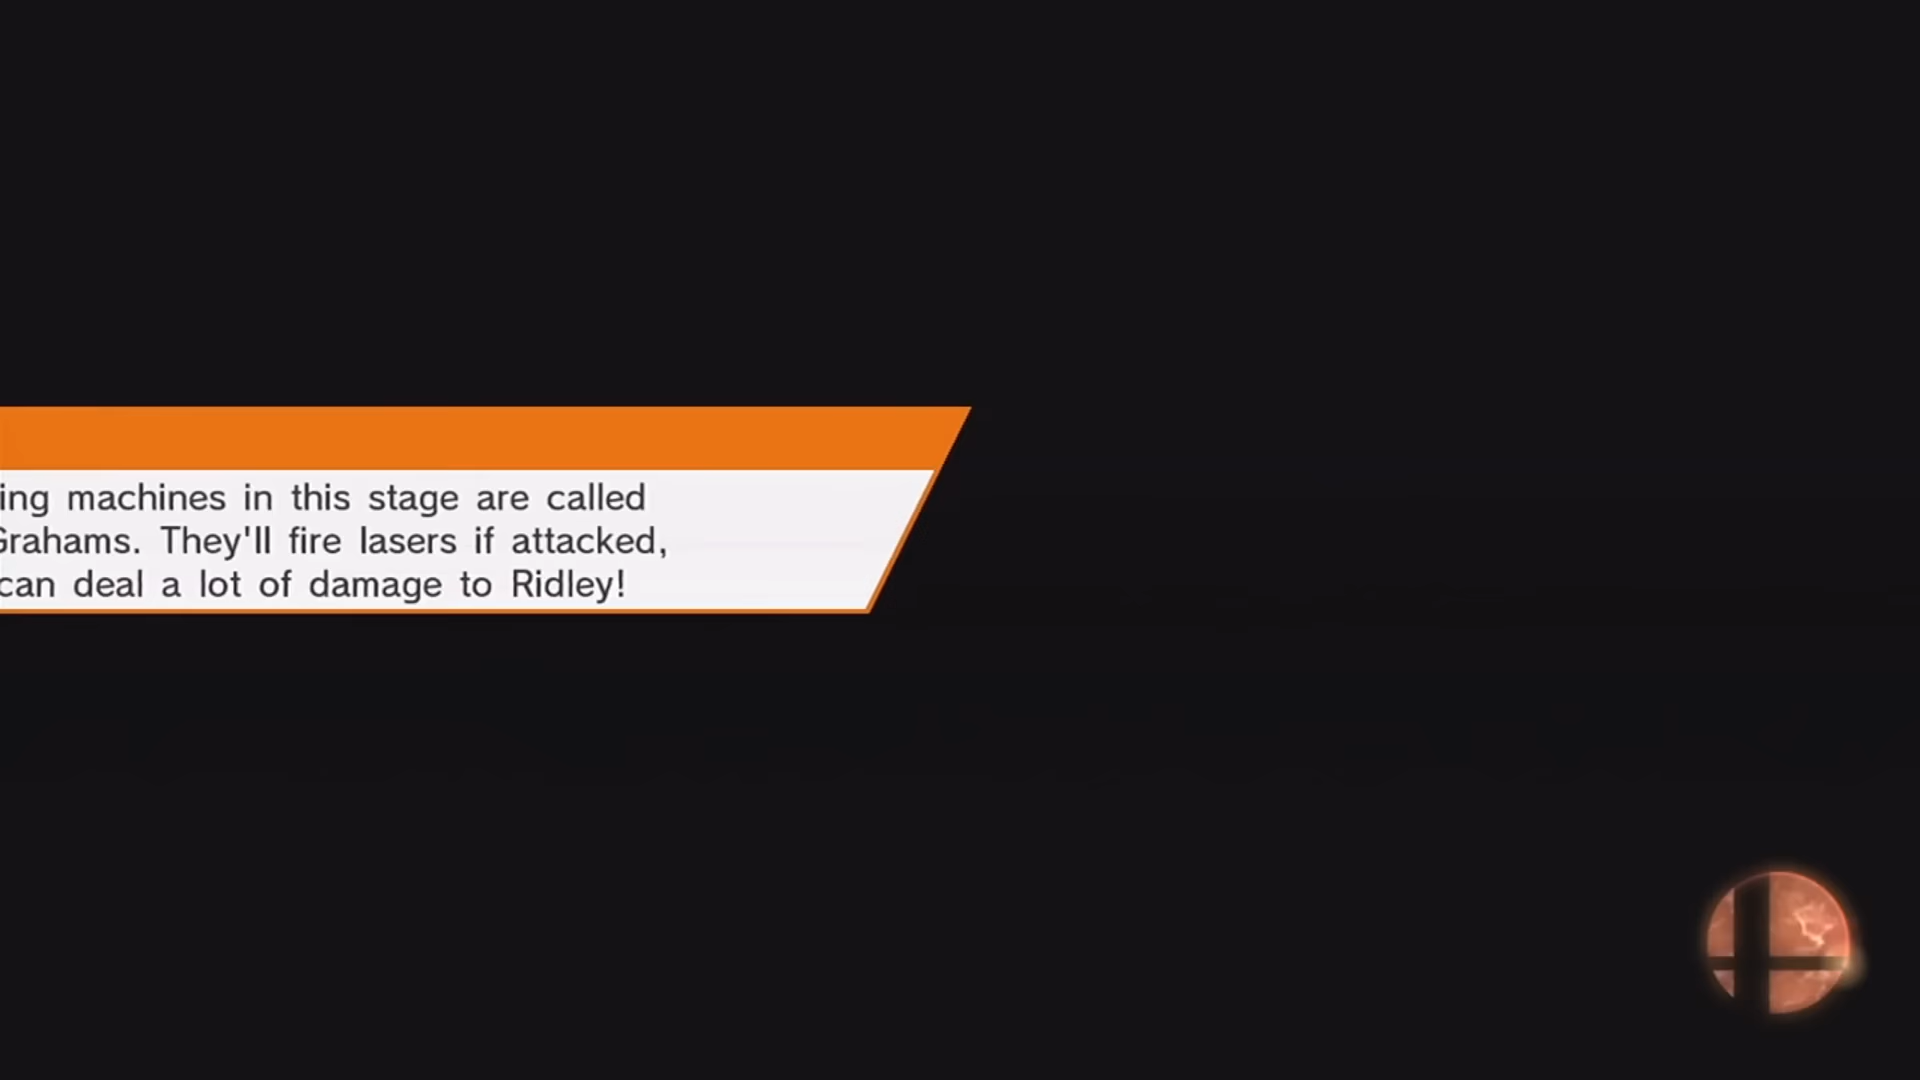 ing machines in this stage are called
Grahams. They'll fire lasers if attacked,
can deal a lot of damage to Ridley!